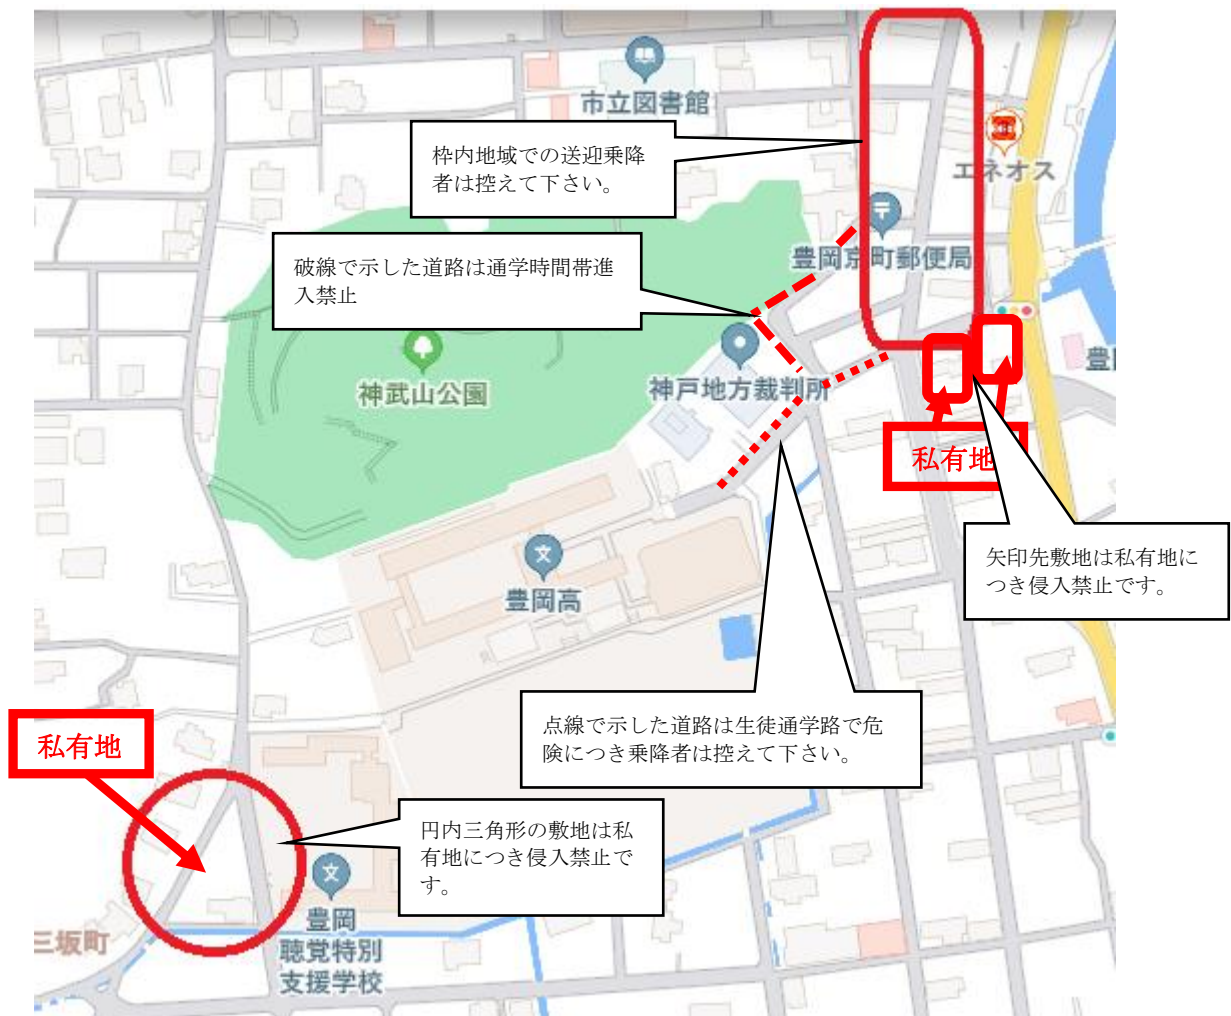 市立図書館
枠内地域での送迎乗降
者は控えて下さい。
エネオス
豊岡京町郵便局
破線で示した道路は通学時間帯進
入禁止
神武山公園
神戸地方裁判所
豊
私有地
矢印先敷地は私有地に
つき侵入禁止です。
文
豊岡高
点線で示した道路は生徒通学路で危
険につき乗降者は控えて下さい。
私有地
円内三角形の敷地は私
有地につき侵入禁止で
す。
文
豊岡
聴覚特別
支援学校
三坂町